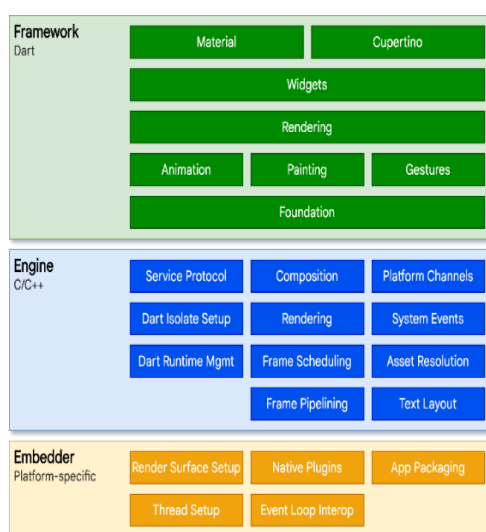 Framework
Dart
Material
Cupertino
Widgets
Rendering
Animation
Painting
Gestures
Foundation
Engine
C/C++
Service Protocol
Composition
Platform Channels
Dart Isolate Setup
Rendering
System Events
Dart Runtime Mgmt
Frame Scheduling
Asset Resolution
Frame Pipelining
Text Layout
Embedder
Platform-specific
Render Surface Setup
Native Plugins
App Packaging
Thread Setup
Event Loop Interop